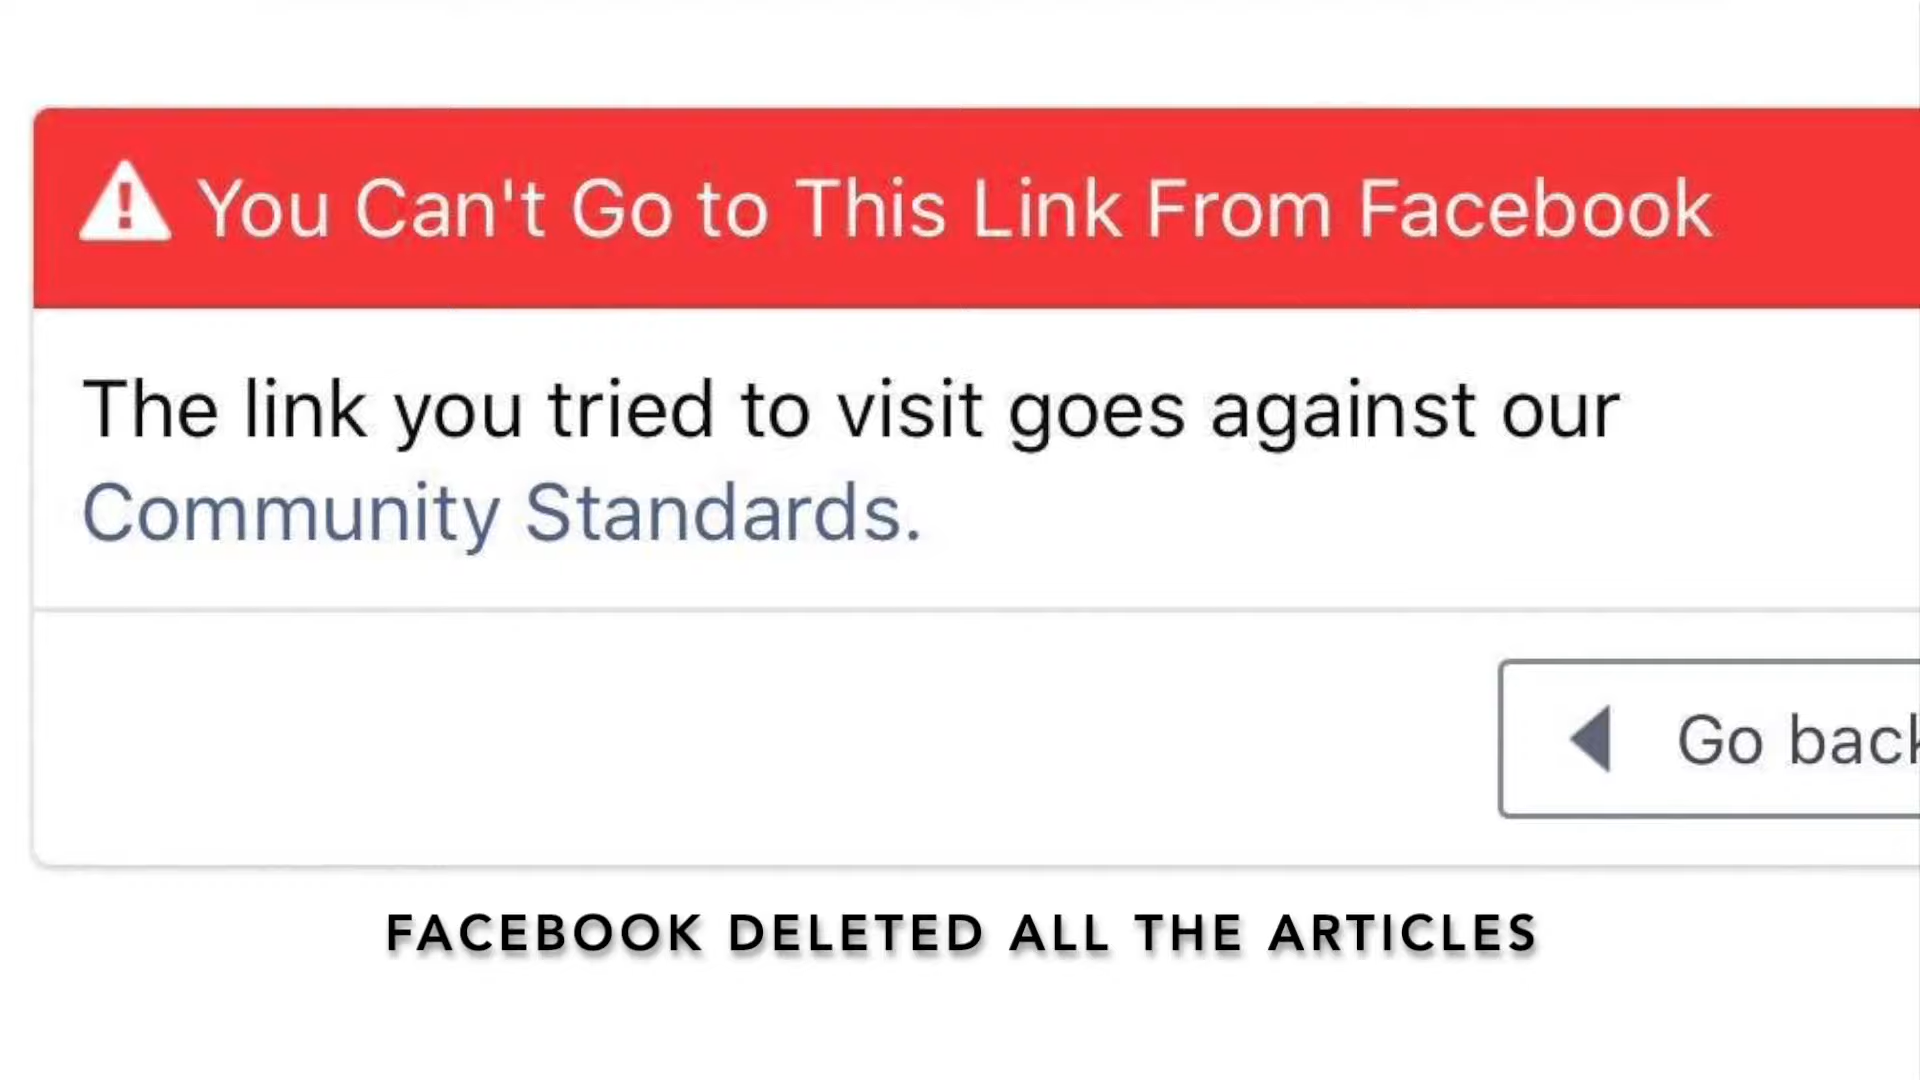 You Can't Go to This Link From Facebook
The link you tried to visit goes against our
Community Standards.
Go back
FACEBOOK DELETED ALL THE ARTICLES